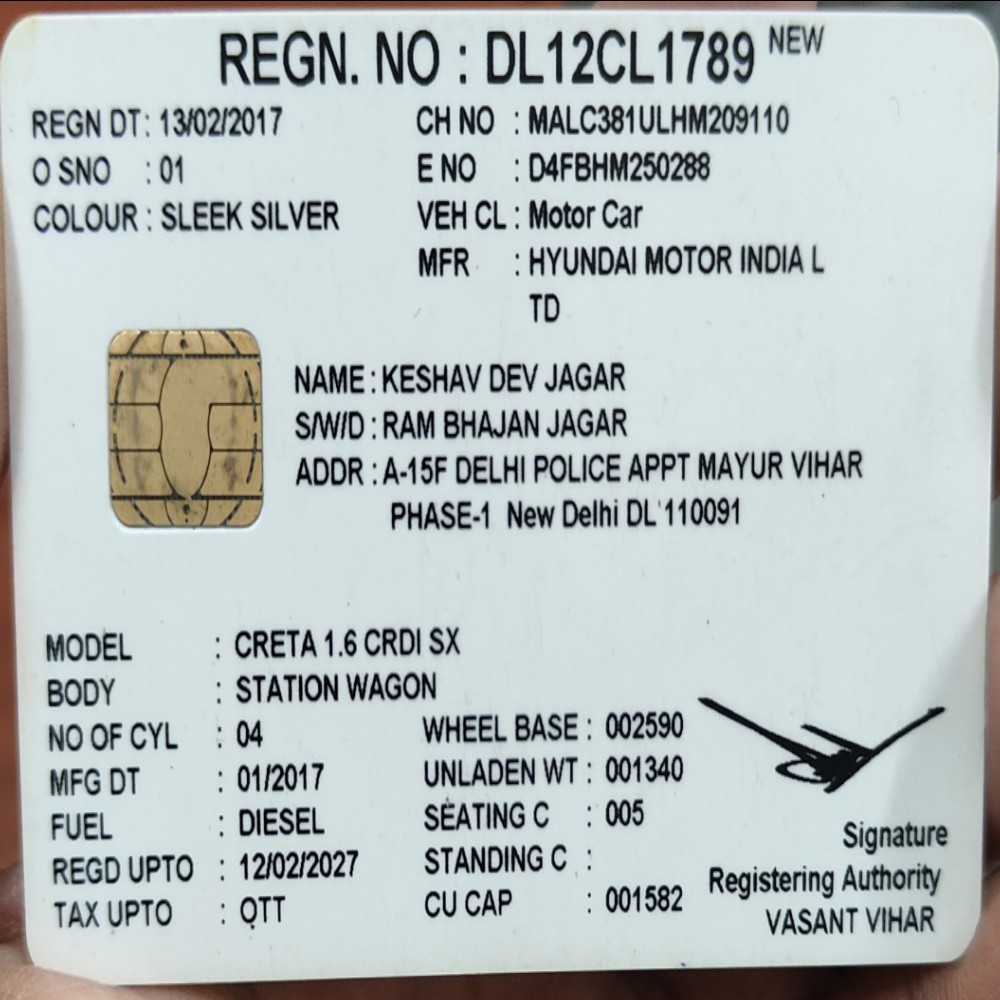 REGN. NO : DL12CL1789 NEW
REGN DT: 13/02/2017 CH NO : MALC381ULHM209110
O SNO : 01 E NO : D4FBHM250288
COLOUR : SLEEK SILVER VEH CL : Motor Car
MFR : HYUNDAI MOTOR INDIA L
TD
NAME : KESHAV DEV JAGAR
S/W/D : RAM BHAJAN JAGAR
ADDR : A-15F DELHI POLICE APPT MAYUR VIHAR
PHASE-1 New Delhi DL 110091
MODEL : CRETA 1.6 CRDI SX
BODY : STATION WAGON
NO OF CYL : 04 WHEEL BASE : 002590
MFG DT : 01/2017 UNLADEN WT : 001340
FUEL : DIESEL SEATING C : 005
REGD UPTO : 12/02/2027 STANDING C :
TAX UPTO : OTT CU CAP : 001582
Signature
Registering Authority
VASANT VIHAR